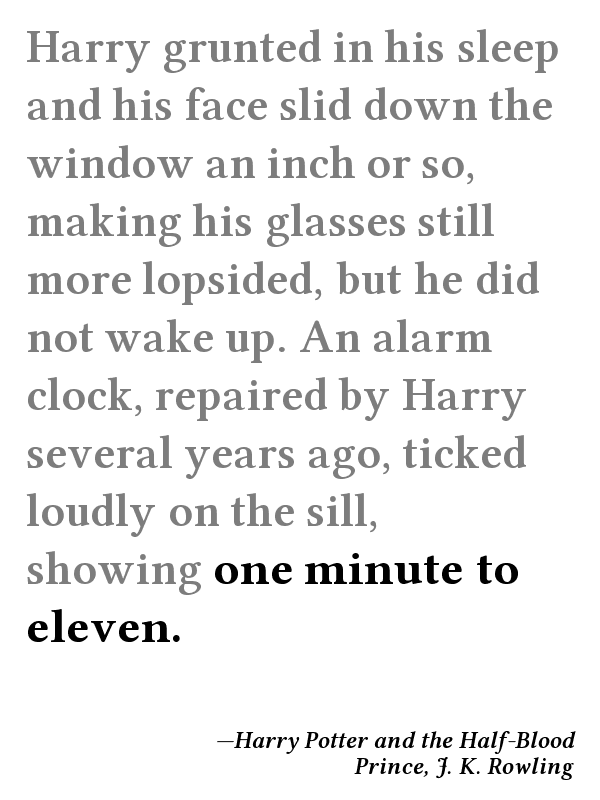 Harry grunted in his sleep
and his face slid down the
window an inch or so,
making his glasses still
more lopsided, but he did
not wake up. An alarm
clock, repaired by Harry
several years ago, ticked
loudly on the sill,
showing one minute to
eleven.
—Harry Potter and the Half-Blood
Prince, J. K. Rowling